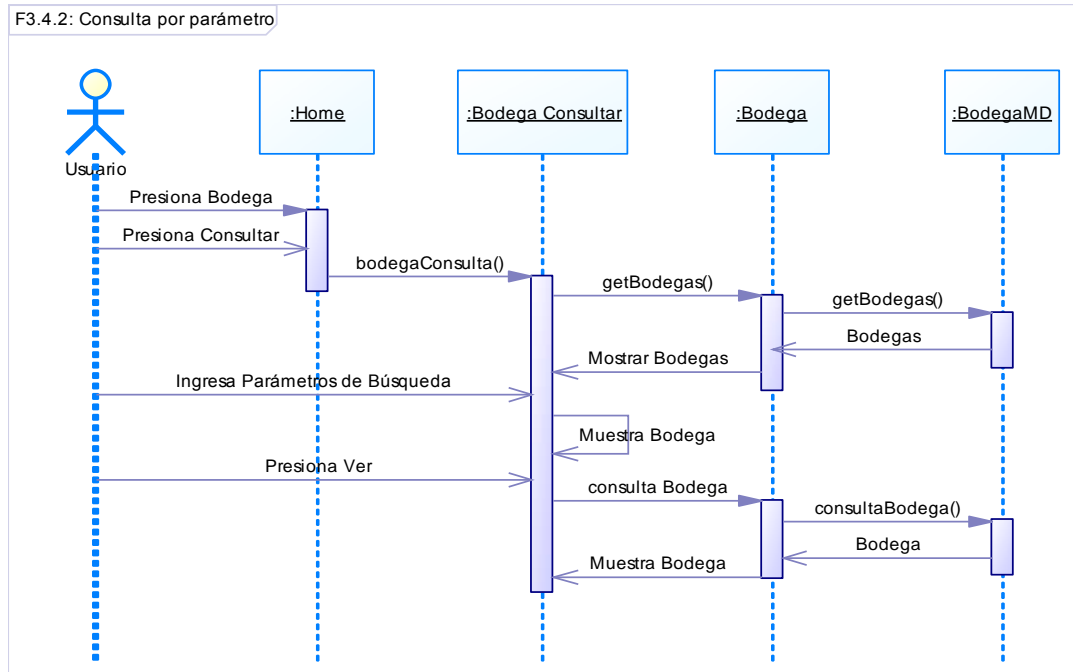 F3.4.2: Consulta por parámetro
:Home
:Bodega Consultar
:Bodega
:BodegaMD
Usuario
Presiona Bodega
Presiona Consultar
bodegaConsulta()
getBodegas()
getBodegas()
Bodegas
Mostrar Bodegas
Ingresa Parámetros de Búsqueda
Muestra Bodega
Presiona Ver
consulta Bodega
consultaBodega()
Bodega
Muestra Bodega